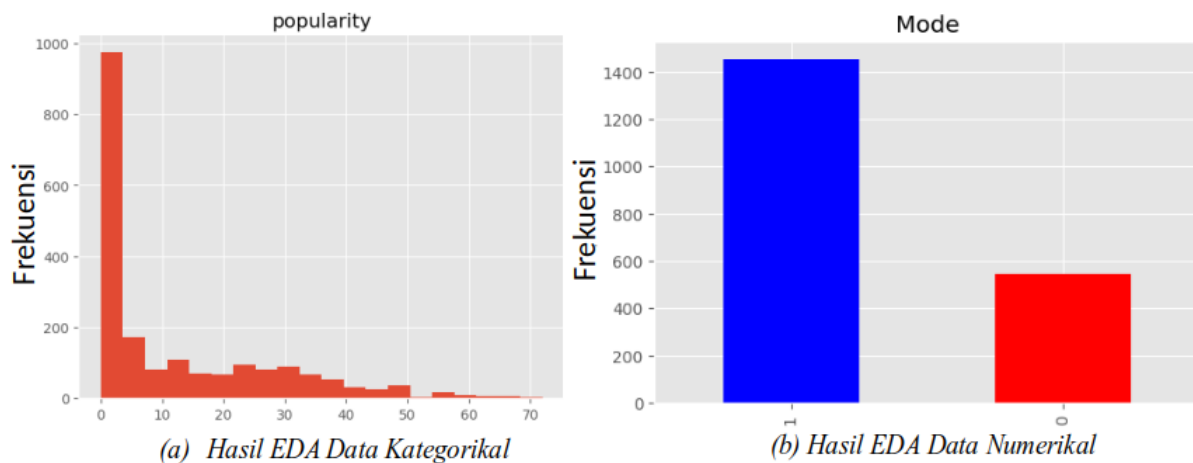 popularity
1000
800
600
400
200
0
Frekuensi
0 10 20 30 40 50 60 70
(a) Hasil EDA Data Kategorikal
Mode
1400
1200
1000
800
600
400
200
0
Frekuensi
1 0
(b) Hasil EDA Data Numerikal